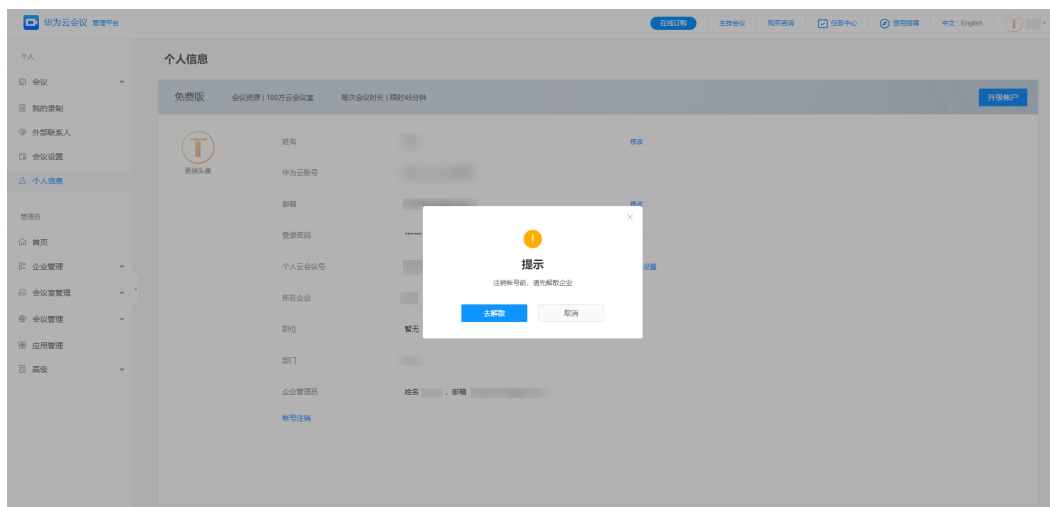 华为云会议 管理平台
在线订购 主持会议 购买咨询 任务中心 使用指南 中文 | English
个人
会议
我的录制
外部联系人
会议设置
个人信息
管理员
首页
企业管理
会议室管理
会议管理
应用管理
高级
个人信息
免费版 会议资源 | 100方云会议室 每次会议时长 | 限时45分钟 升级帐户
更换头像
姓名 修改
华为云账号
邮箱 修改
登录密码 ******
个人云会议号 设置
所在企业
职位 暂无
部门
企业管理员 姓名 ，邮箱
账号注销
提示
注销帐号前，请先解散企业
去解散 取消